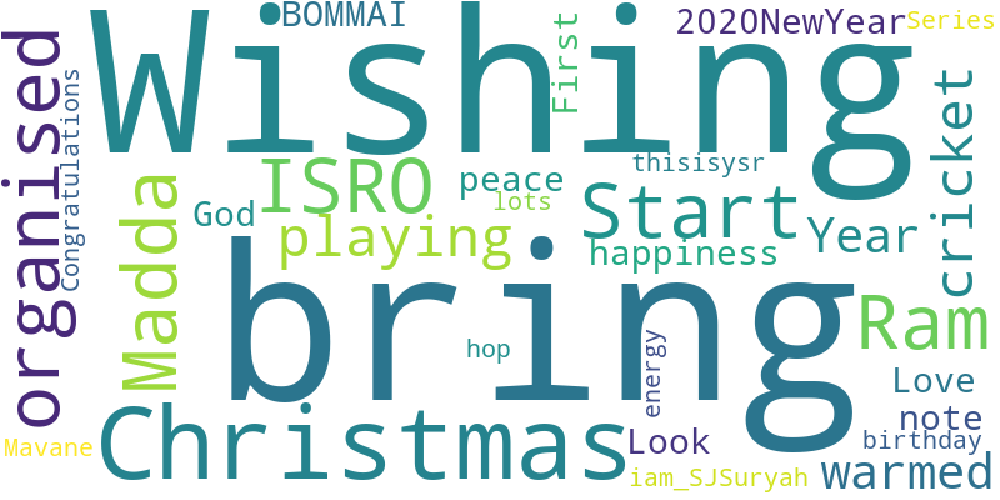 BOMMAI
2020NewYear
Series
Wishing
First
organised
Congratulations
cricket
thisisysr
ISRO
peace
Madda
lots
God
Start
playing
Year
happiness
bring
Ram
hop
energy
Love
Christmas
note
Look
birthday
Mavane
warmed
iam_SJSuryah